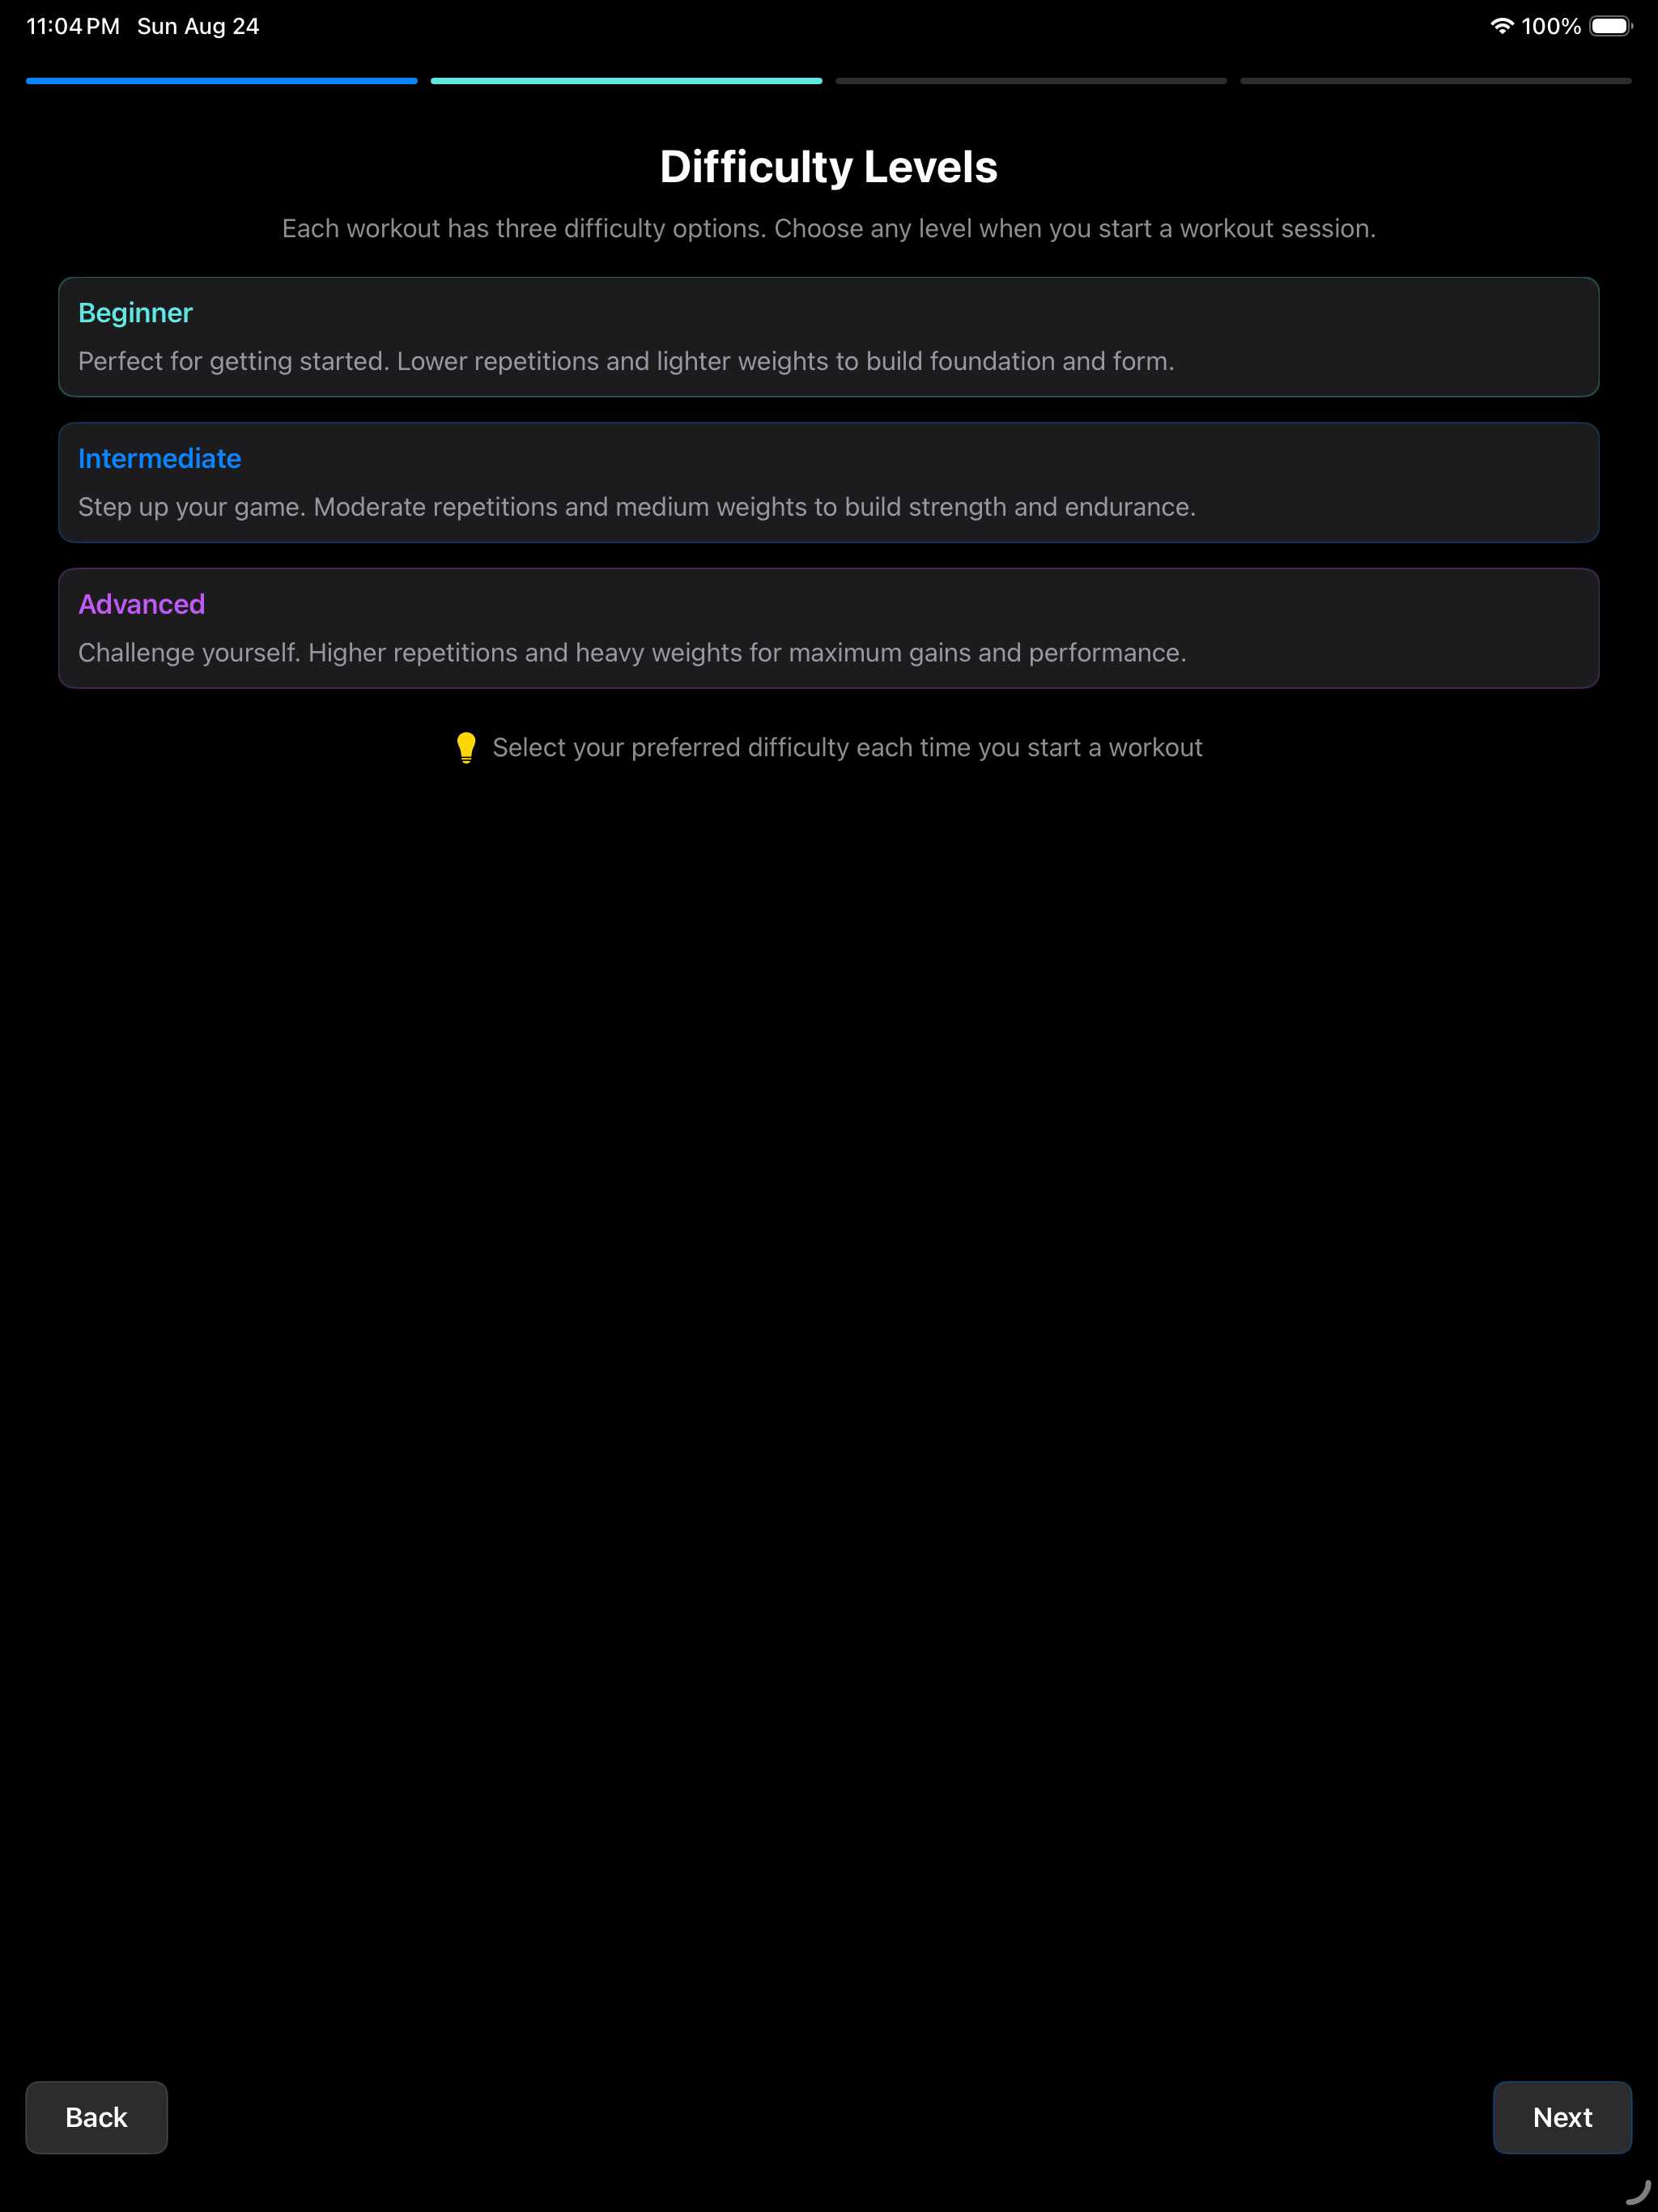 11:04 PM Sun Aug 24
100%
Difficulty Levels
Each workout has three difficulty options. Choose any level when you start a workout session.
Beginner
Perfect for getting started. Lower repetitions and lighter weights to build foundation and form.
Intermediate
Step up your game. Moderate repetitions and medium weights to build strength and endurance.
Advanced
Challenge yourself. Higher repetitions and heavy weights for maximum gains and performance.
Select your preferred difficulty each time you start a workout
Back
Next